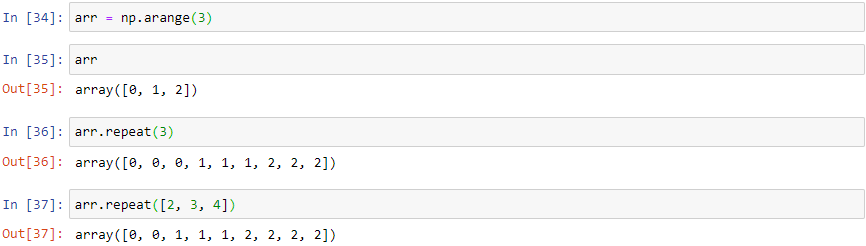 In [34]: arr = np.arange(3)
In [35]: arr
Out[35]: array([0, 1, 2])
In [36]: arr.repeat(3)
Out[36]: array([0, 0, 0, 1, 1, 1, 2, 2, 2])
In [37]: arr.repeat([2, 3, 4])
Out[37]: array([0, 0, 1, 1, 1, 2, 2, 2, 2])